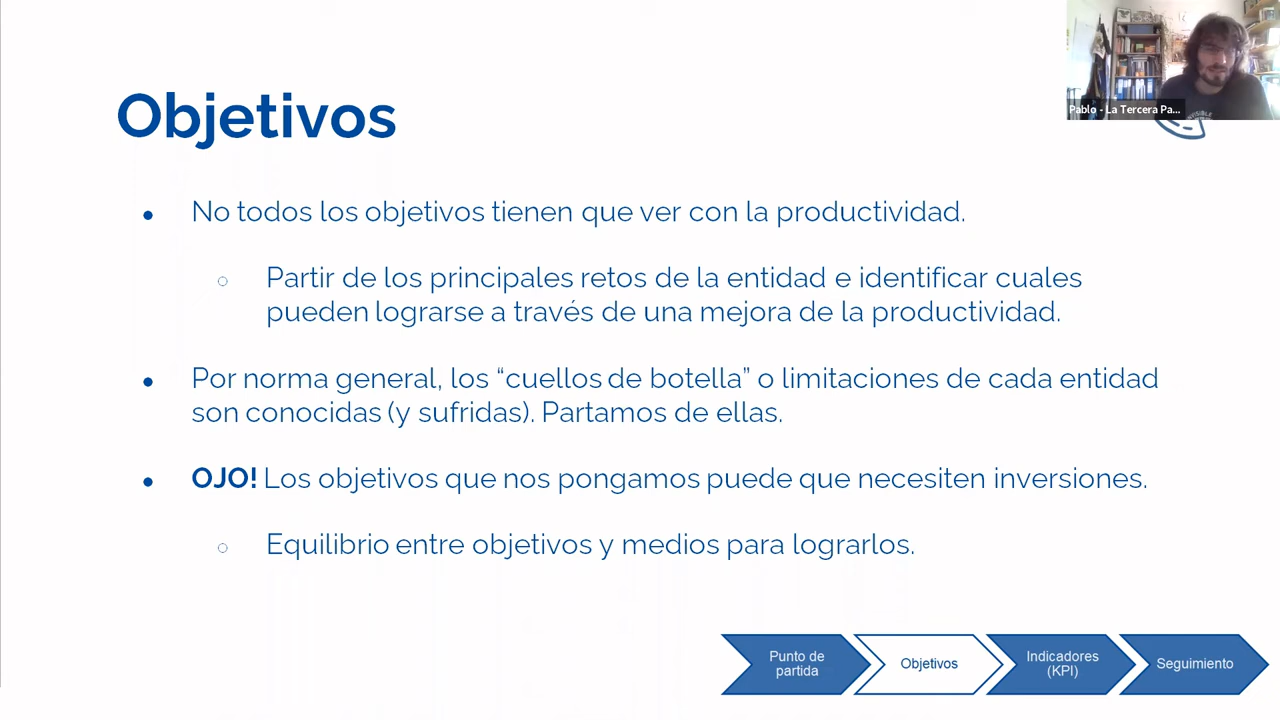 Pablo - La Tercera Pa...
Objetivos
No todos los objetivos tienen que ver con la productividad.
Partir de los principales retos de la entidad e identificar cuales
pueden lograrse a través de una mejora de la productividad.
Por norma general, los “cuellos de botella” o limitaciones de cada entidad
son conocidas (y sufridas). Partamos de ellas.
OJO! Los objetivos que nos pongamos puede que necesiten inversiones.
Equilibrio entre objetivos y medios para lograrlos.
Punto de
partida
Objetivos
Indicadores
(KPI)
Seguimiento